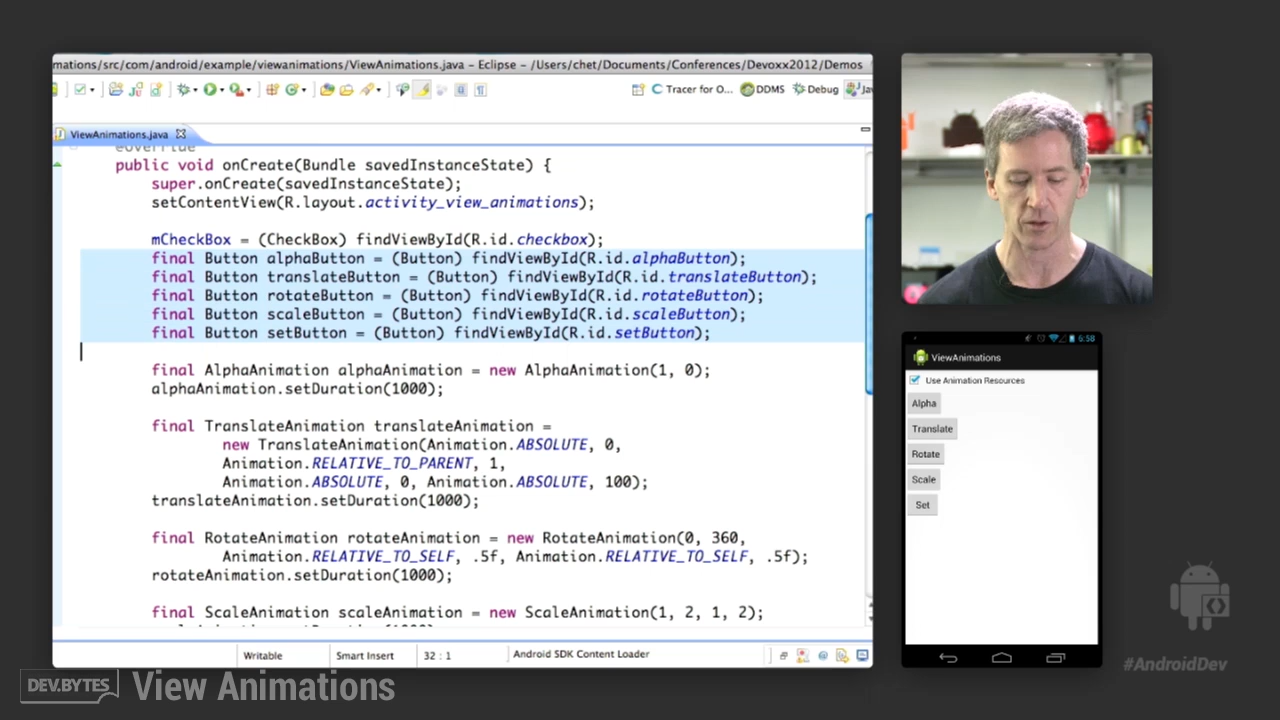 mations/src/com/android/example/viewanimations/ViewAnimations.java - Eclipse - /Users/chet/Documents/Conferences/Devoxx2012/Demos
Tracer for O... DDMS Debug Jav
ViewAnimations.java
@Override
public void onCreate(Bundle savedInstanceState) {
super.onCreate(savedInstanceState);
setContentView(R.layout.activity_view_animations);
mCheckBox = (CheckBox) findViewById(R.id.checkbox);
final Button alphaButton = (Button) findViewById(R.id.alphaButton);
final Button translateButton = (Button) findViewById(R.id.translateButton);
final Button rotateButton = (Button) findViewById(R.id.rotateButton);
final Button scaleButton = (Button) findViewById(R.id.scaleButton);
final Button setButton = (Button) findViewById(R.id.setButton);
final AlphaAnimation alphaAnimation = new AlphaAnimation(1, 0);
alphaAnimation.setDuration(1000);
final TranslateAnimation translateAnimation =
new TranslateAnimation(Animation.ABSOLUTE, 0,
Animation.RELATIVE_TO_PARENT, 1,
Animation.ABSOLUTE, 0, Animation.ABSOLUTE, 100);
translateAnimation.setDuration(1000);
final RotateAnimation rotateAnimation = new RotateAnimation(0, 360,
Animation.RELATIVE_TO_SELF, .5f, Animation.RELATIVE_TO_SELF, .5f);
rotateAnimation.setDuration(1000);
final ScaleAnimation scaleAnimation = new ScaleAnimation(1, 2, 1, 2);
Writable Smart Insert 32 : 1 Android SDK Content Loader
6:58
ViewAnimations
Use Animation Resources
Alpha
Translate
Rotate
Scale
Set
#AndroidDev
DEV.BYTES View Animations